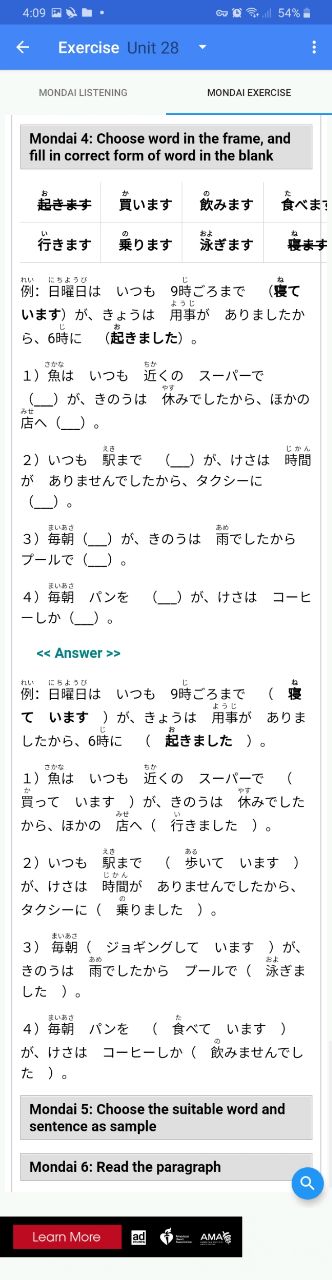 4:09 54%
Exercise Unit 28
MONDAI LISTENING MONDAI EXERCISE
Mondai 4: Choose word in the frame, and
fill in correct form of word in the blank
起きます 買います 飲みます 食べます
行きます 乗ります 泳ぎます 寝ます
例: 日曜日は いつも 9時ごろまで (寝て
います) が、きょうは 用事が ありましたか
ら、6時に (起きました) 。
1) 魚は いつも 近くの スーパーで
(___) が、きのうは 休みでしたから、ほかの
店へ (___) 。
2) いつも 駅まで (___) が、けさは 時間
が ありませんでしたから、タクシーに
(___) 。
3) 毎朝 (___) が、きのうは 雨でしたから
プールで (___) 。
4) 毎朝 パンを (___) が、けさは コーヒ
ーしか (___) 。
<< Answer >>
例: 日曜日は いつも 9時ごろまで ( 寝
て います ) が、きょうは 用事が ありま
したから、6時に ( 起きました ) 。
1) 魚は いつも 近くの スーパーで (
買って います ) が、きのうは 休みでした
から、ほかの 店へ ( 行きました ) 。
2) いつも 駅まで ( 歩いて います )
が、けさは 時間が ありませんでしたから、
タクシーに ( 乗りました ) 。
3) 毎朝 ( ジョギングして います ) が、
きのうは 雨でしたから プールで ( 泳ぎま
した ) 。
4) 毎朝 パンを ( 食べて います )
が、けさは コーヒーしか ( 飲みませんでし
た ) 。
Mondai 5: Choose the suitable word and
sentence as sample
Mondai 6: Read the paragraph
Learn More ad AMA